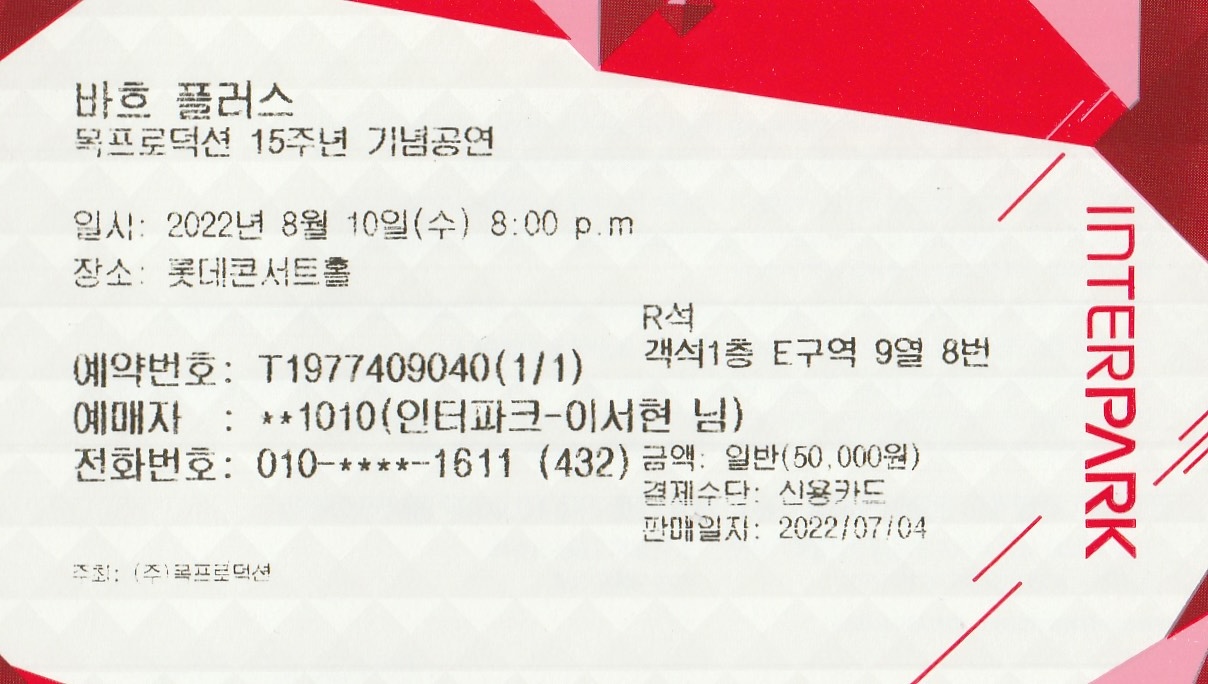 바흐 플러스
목프로덕션 15주년 기념공연
일시: 2022년 8월 10일(수) 8:00 p.m
장소: 롯데콘서트홀
R석
객석1층 E구역 9열 8번
예약번호: T1977409040(1/1)
예매자 : **1010(인터파크-이서현 님)
전화번호: 010-****-1611 (432)
금액: 일반(50,000원)
결제수단: 신용카드
판매일자: 2022/07/04
주최: (주)목프로덕션
INTERPARK